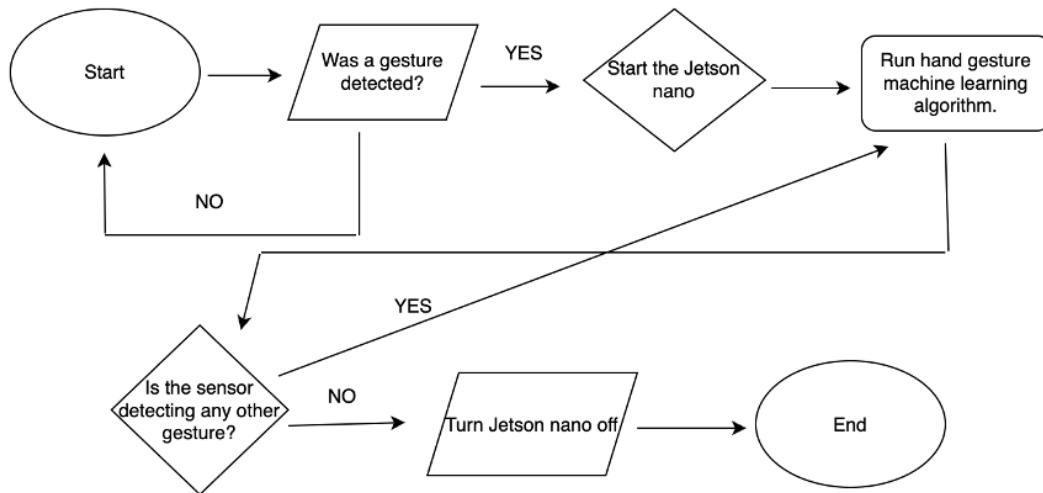 Start
Was a gesture
detected?
YES
Start the Jetson
nano
Run hand gesture
machine learning
algorithm.
NO
YES
Is the sensor
detecting any other
gesture?
NO
Turn Jetson nano off
End